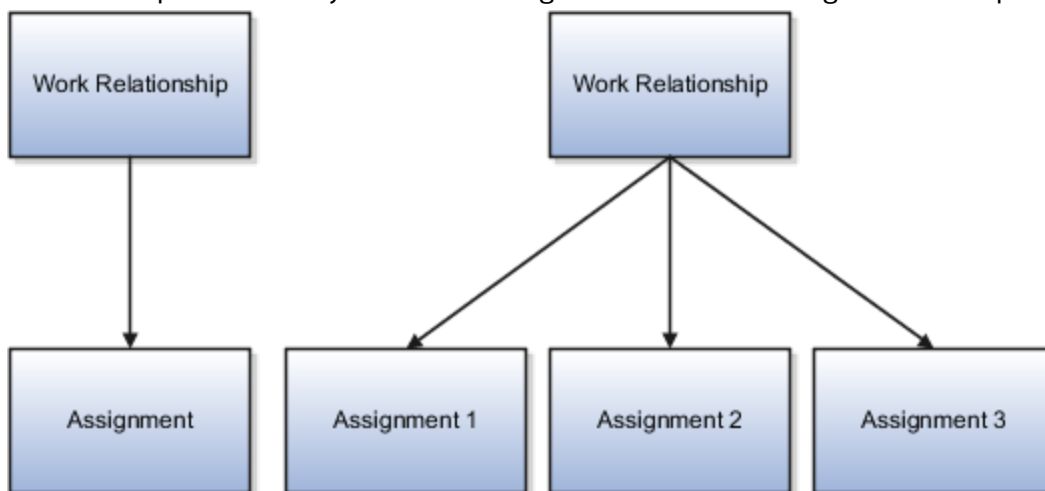 Work Relationship
Work Relationship
Assignment
Assignment 1
Assignment 2
Assignment 3